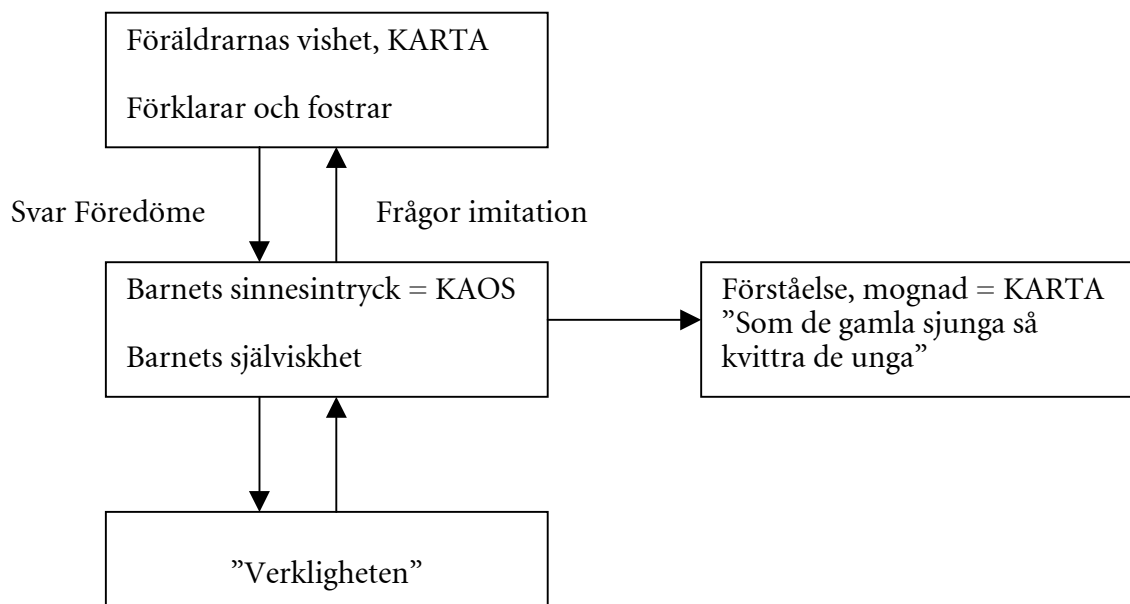 Föräldrarnas vishet, KARTA
Förklarar och fostrar
Svar Föredöme
Frågor imitation
Barnets sinnesintryck = KAOS
Barnets själviskhet
Förståelse, mognad = KARTA
”Som de gamla sjunga så
kvittra de unga”
”Verkligheten”